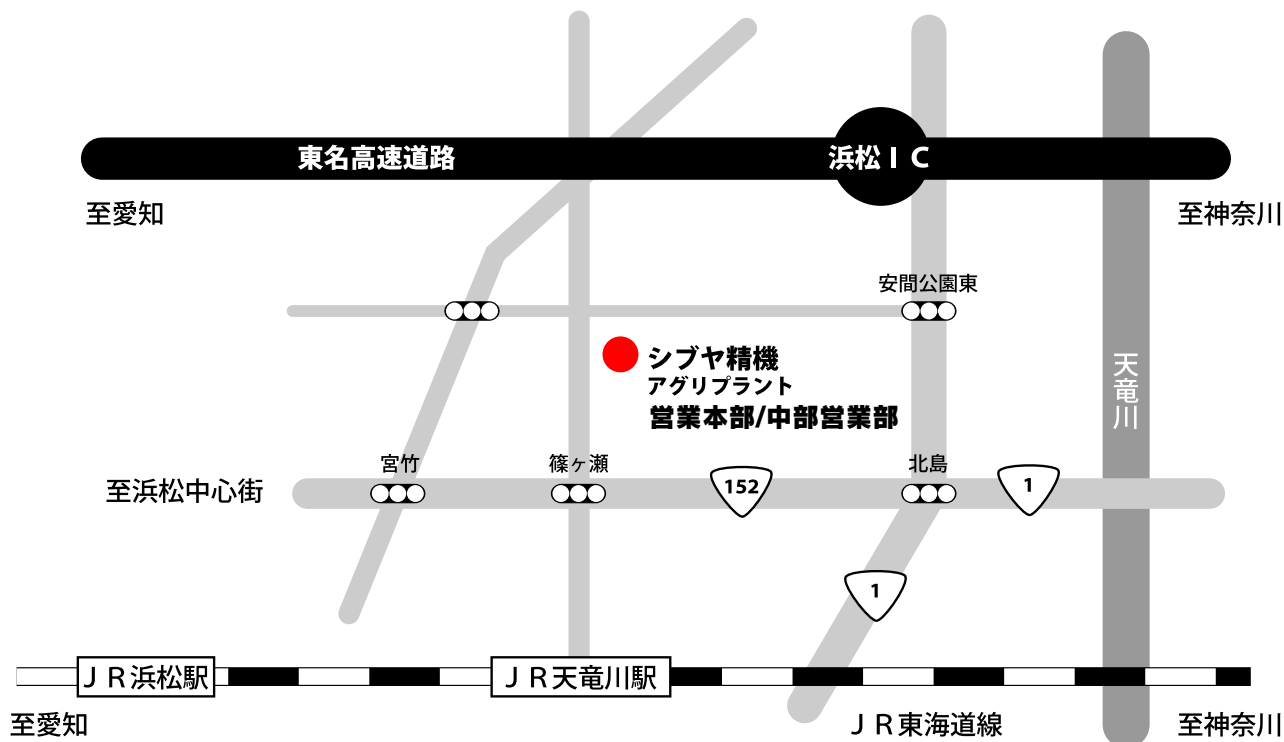 東名高速道路
浜松IC
至愛知
至神奈川
安間公園東
シブヤ精機
アグリプラント
営業本部/中部営業部
天竜川
宮竹
篠ヶ瀬
北島
至浜松中心街
152
1
1
JR浜松駅
JR天竜川駅
至愛知
JR東海道線
至神奈川